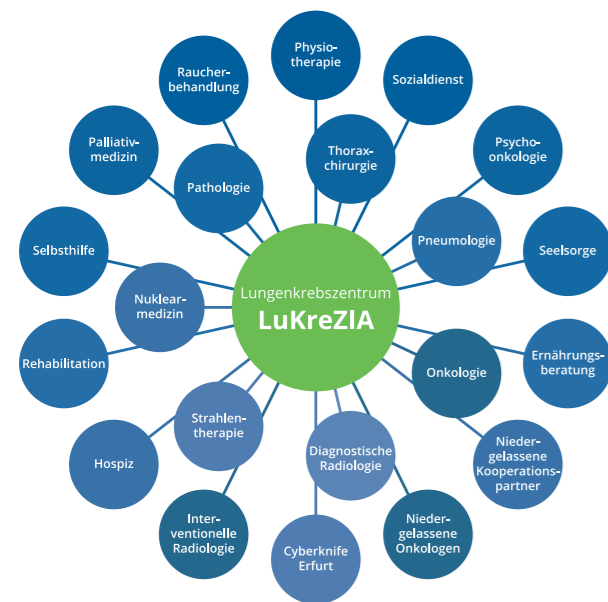 Physio-
therapie
Raucher-
behandlung
Sozialdienst
Palliativ-
medizin
Thorax-
chirurgie
Psycho-
onkologie
Pathologie
Selbsthilfe
Pneumologie
Seelsorge
Nuklear-
medizin
Lungenkrebszentrum
LuKreZIA
Rehabilitation
Onkologie
Ernährungs-
beratung
Strahlen-
therapie
Hospiz
Diagnostische
Radiologie
Nieder-
gelassene
Kooperations-
partner
Inter-
ventionelle
Radiologie
Cyberknife
Erfurt
Nieder-
gelassene
Onkologen